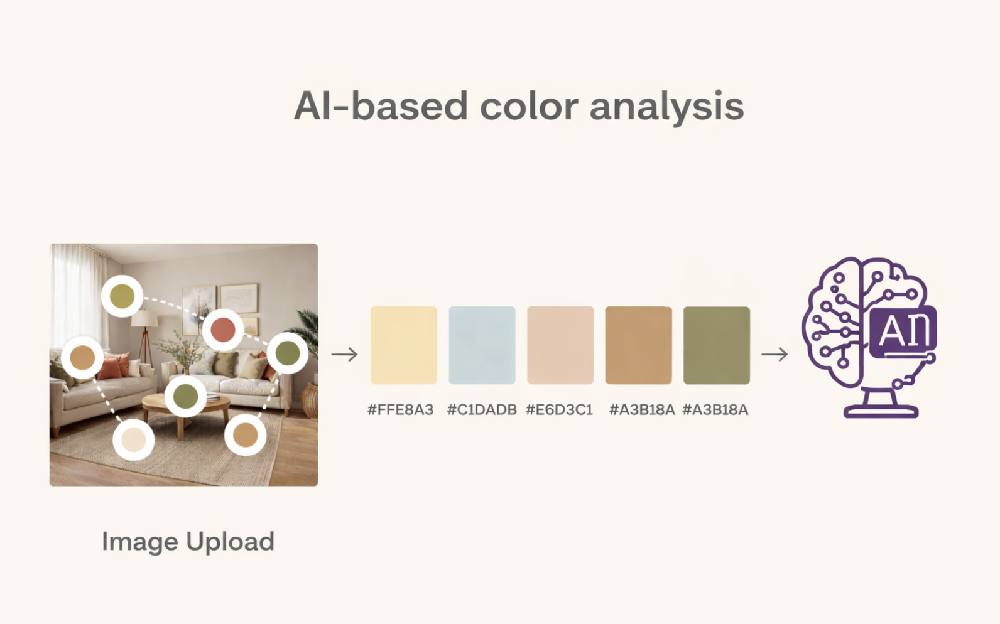 AI-based color analysis
#FFE8A3 #C1DADB #E6D3C1 #A3B18A #A3B18A
AI
Image Upload